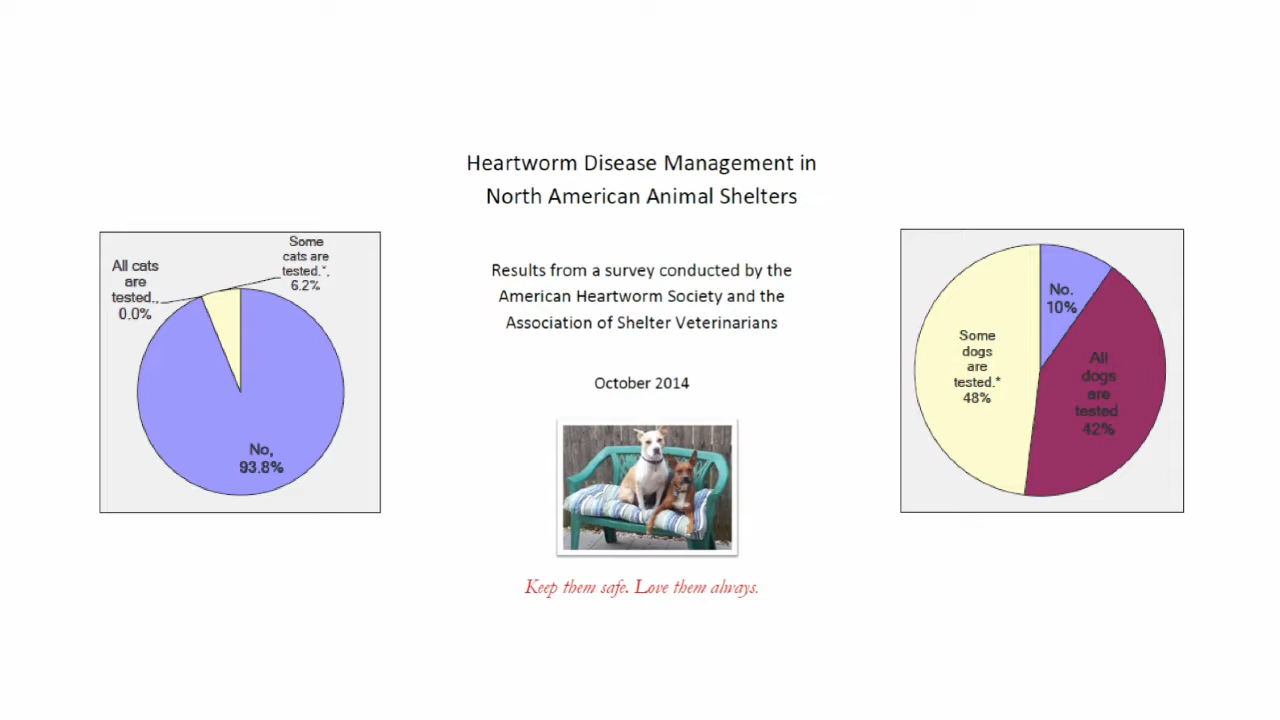 Heartworm Disease Management in
North American Animal Shelters
Some
cats are
tested.*,
6.2%
All cats
are
tested.,
0.0%
No,
93.8%
Results from a survey conducted by the
American Heartworm Society and the
Association of Shelter Veterinarians
October 2014
Keep them safe. Love them always.
No.
10%
Some
dogs
are
tested.*
48%
All
dogs
are
tested
42%